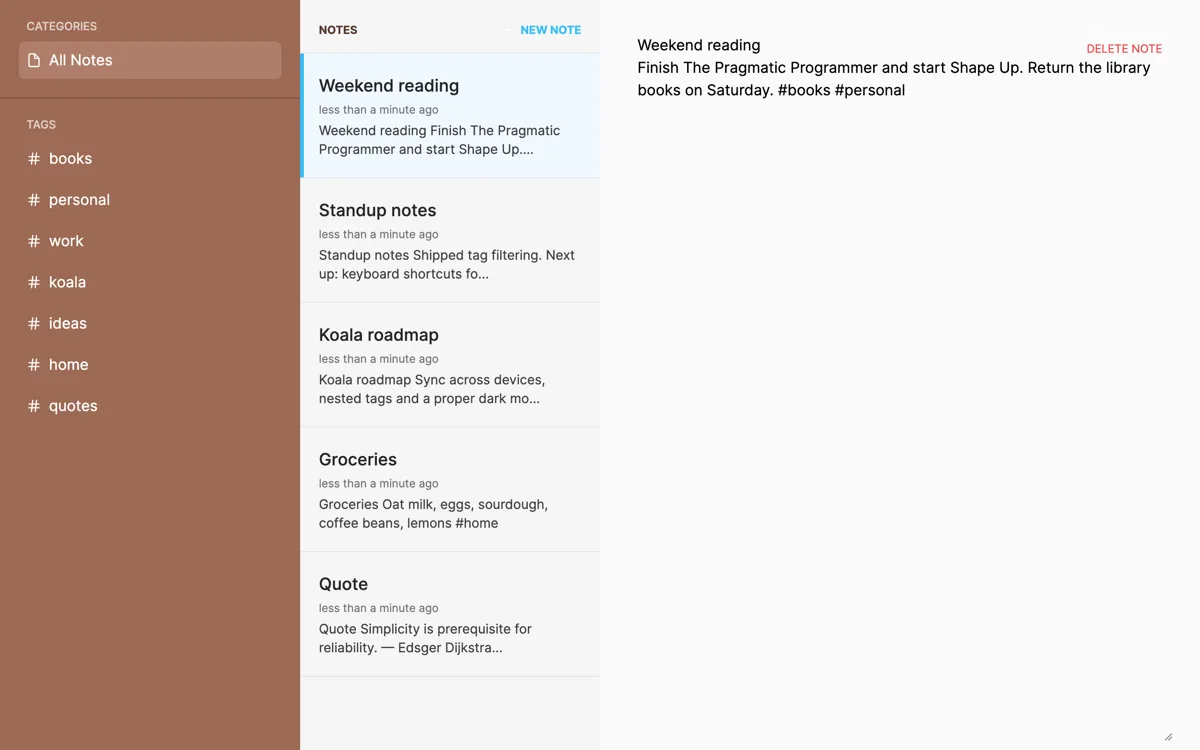 CATEGORIES
All Notes
TAGS
# books
# personal
# work
# koala
# ideas
# home
# quotes
NOTES
NEW NOTE
Weekend reading
less than a minute ago
Weekend reading Finish The Pragmatic
Programmer and start Shape Up....
Standup notes
less than a minute ago
Standup notes Shipped tag filtering. Next
up: keyboard shortcuts fo...
Koala roadmap
less than a minute ago
Koala roadmap Sync across devices,
nested tags and a proper dark mo...
Groceries
less than a minute ago
Groceries Oat milk, eggs, sourdough,
coffee beans, lemons #home
Quote
less than a minute ago
Quote Simplicity is prerequisite for
reliability. — Edsger Dijkstra...
Weekend reading
DELETE NOTE
Finish The Pragmatic Programmer and start Shape Up. Return the library
books on Saturday. #books #personal